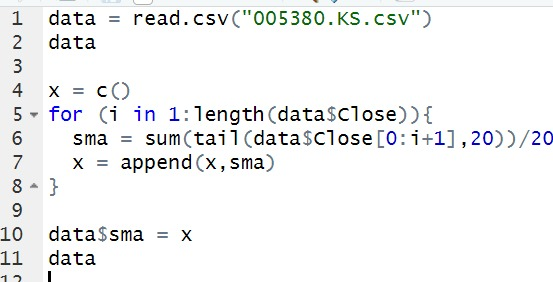 1 data = read.csv("005380.KS.csv")
2 data
3
4 x = c()
5 for (i in 1:length(data$Close)){
6 sma = sum(tail(data$Close[0:i+1],20))/20
7 x = append(x,sma)
8 }
9
10 data$sma = x
11 data
12